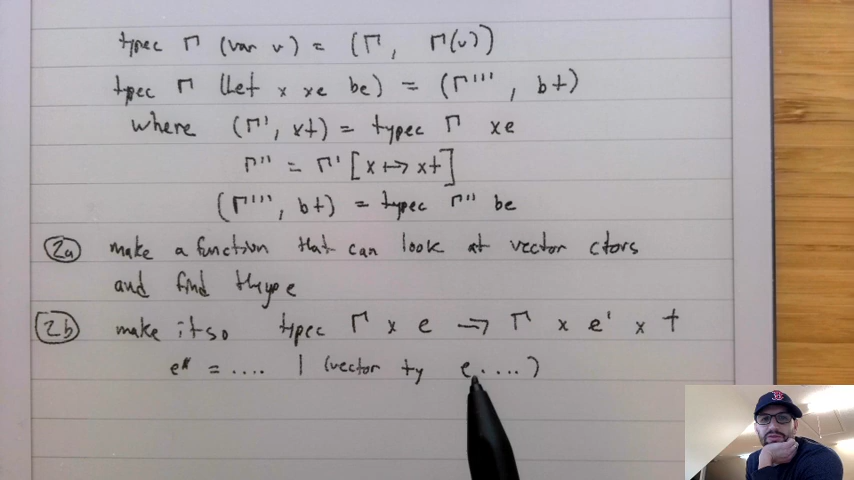 typec Γ (var v) = (Γ, Γ(v))
typec Γ (Let x xe be) = (Γ''', bt)
where (Γ', xt) = typec Γ xe
Γ'' = Γ' [x ↦ xt]
(Γ''', bt) = typec Γ'' be
2a make a function that can look at vector ctors
and find thype
2b make it so typec Γ x e → Γ x e' x t
e* = .... | (vector ty e....)